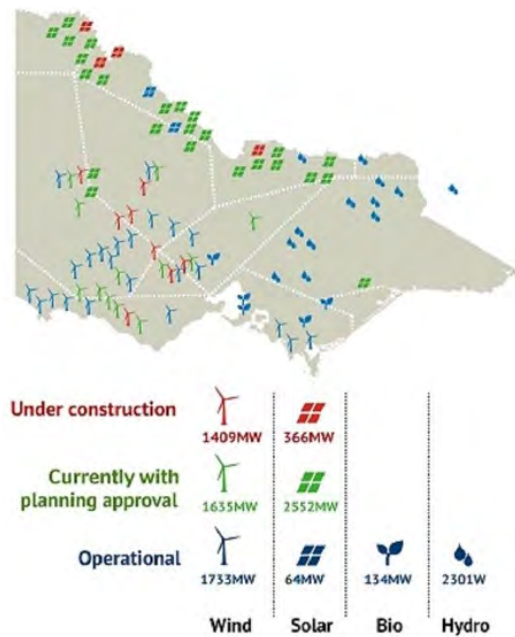 Under construction
1409MW 366MW
Currently with
planning approval
1635MW 2552MW
Operational
1733MW 64MW 134MW 2301W
Wind Solar Bio Hydro